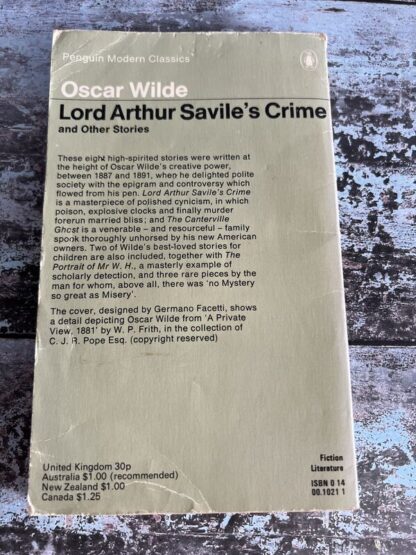 Penguin Modern Classics
Oscar Wilde
Lord Arthur Savile's Crime
and Other Stories
These eight high-spirited stories were written at
the height of Oscar Wilde's creative power,
between 1887 and 1891, when he delighted polite
society with the epigram and controversy which
flowed from his pen. Lord Arthur Savile's Crime
is a masterpiece of polished cynicism, in which
poison, explosive clocks and finally murder
forerun married bliss; and The Canterville
Ghost is a venerable – and resourceful – family
spook thoroughly unhorsed by his new American
owners. Two of Wilde's best-loved stories for
children are also included, together with The
Portrait of Mr W. H., a masterly example of
scholarly detection, and three rare pieces by the
man for whom, above all, there was 'no Mystery
so great as Misery'.
The cover, designed by Germano Facetti, shows
a detail depicting Oscar Wilde from 'A Private
View, 1881' by W. P. Frith, in the collection of
C. J. R. Pope Esq. (copyright reserved)
United Kingdom 30p
Australia $1.00 (recommended)
New Zealand $1.00
Canada $1.25
Fiction
Literature
ISBN 0 14
00.1021 1